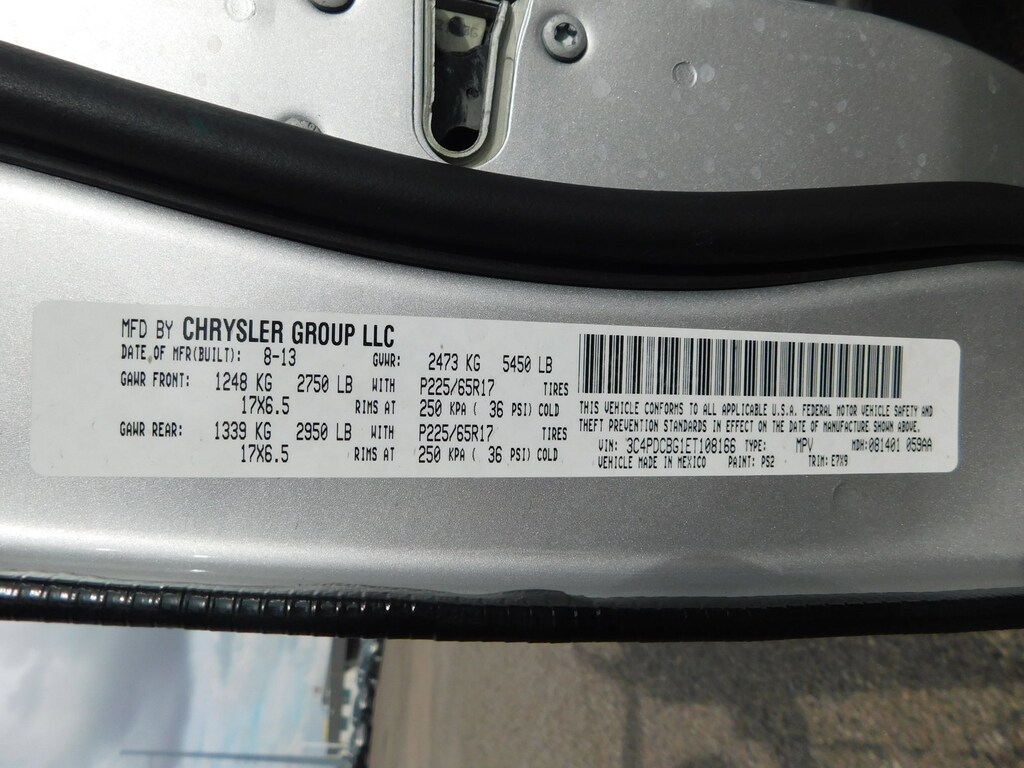 MFD BY CHRYSLER GROUP LLC
DATE OF MFR(BUILT): 8-13 GVWR: 2473 KG 5450 LB
GAWR FRONT: 1248 KG 2750 LB WITH P225/65R17 TIRES
17X6.5 RIMS AT 250 KPA ( 36 PSI) COLD
GAWR REAR: 1339 KG 2950 LB WITH P225/65R17 TIRES
17X6.5 RIMS AT 250 KPA ( 36 PSI) COLD
THIS VEHICLE CONFORMS TO ALL APPLICABLE U.S.A. FEDERAL MOTOR VEHICLE SAFETY AND
THEFT PREVENTION STANDARDS IN EFFECT ON THE DATE OF MANUFACTURE SHOWN ABOVE.
VIN: 3C4PDCBG1ET108166 TYPE: MPV MDH:081401 059AA
VEHICLE MADE IN MEXICO PAINT: PS2 TRIM: E7X9